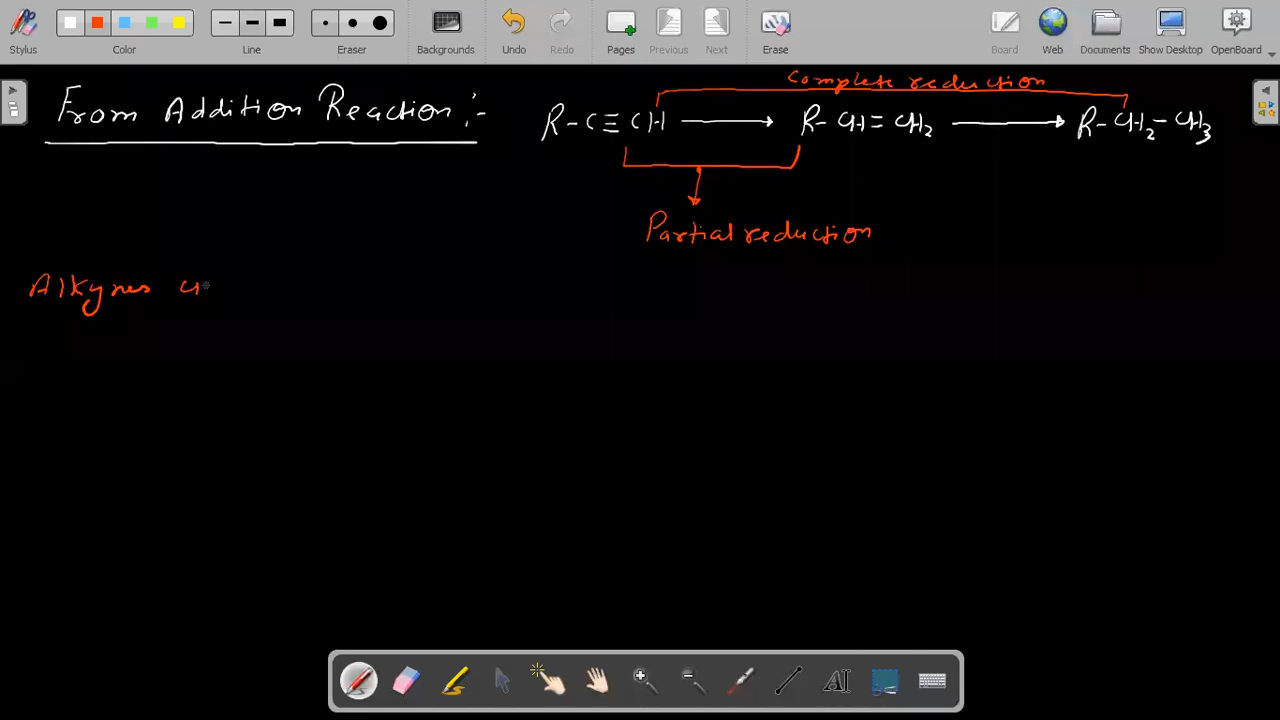 Stylus Color Line Eraser Backgrounds Undo Redo Pages Previous Next Erase Board Web Documents Show Desktop OpenBoard
Complete reduction
From Addition Reaction:-
R-C≡CH ⟶ R-CH=CH₂ ⟶ R-CH₂-CH₃
Partial reduction
Alkynes
AI